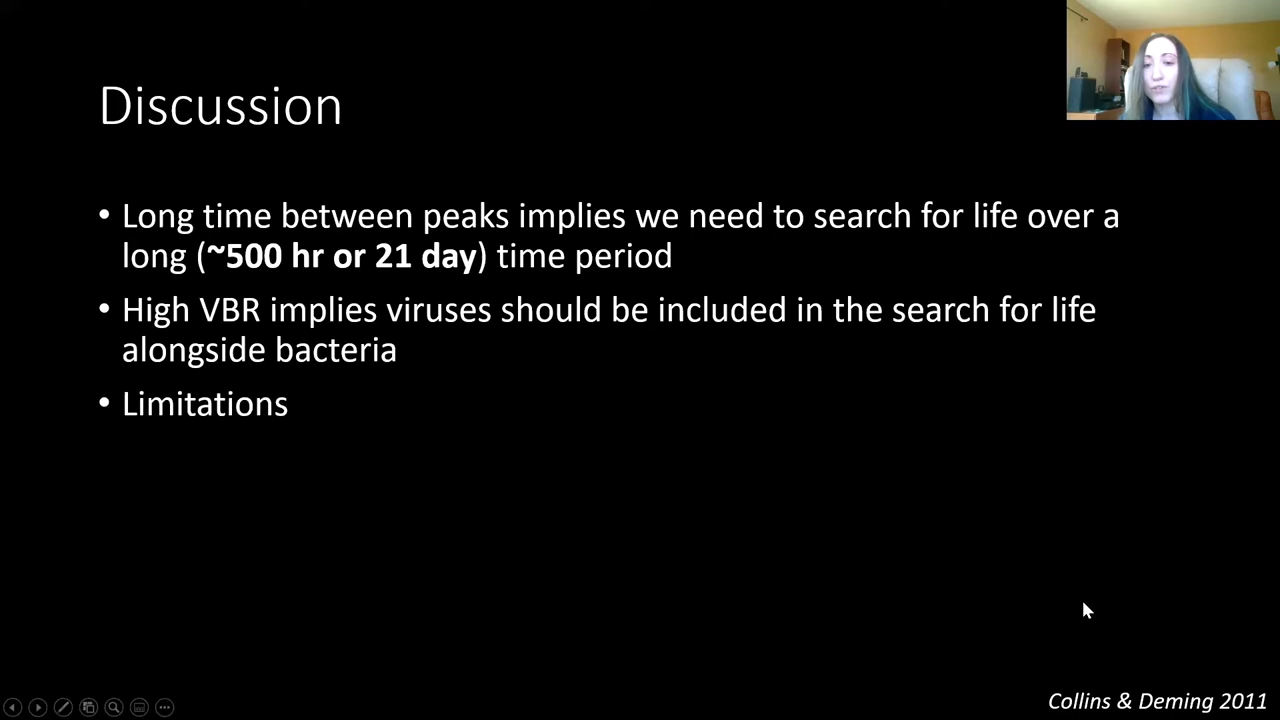 Discussion
• Long time between peaks implies we need to search for life over a
long (~500 hr or 21 day) time period
• High VBR implies viruses should be included in the search for life
alongside bacteria
• Limitations
Collins & Deming 2011